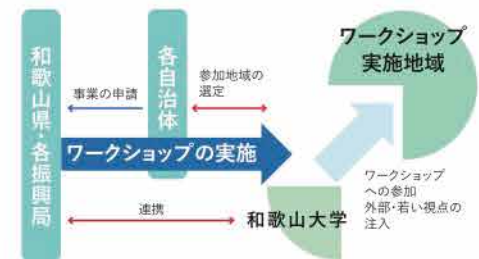 和歌山県・各振興局
各自治体
事業の申請
参加地域の
選定
ワークショップ
実施地域
ワークショップの実施
連携
和歌山大学
ワークショップ
への参加
外部・若い視点の
注入